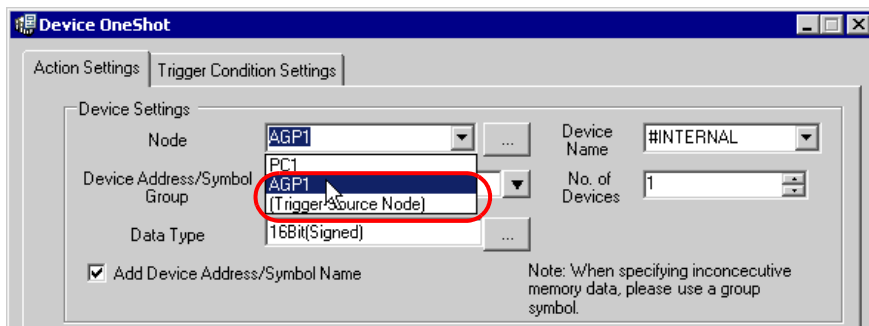 Device OneShot
Action Settings
Trigger Condition Settings
Device Settings
Node
AGP1
...
Device
Name
#INTERNAL
PC1
AGP1
(Trigger Source Node)
Device Address/Symbol
Group
No. of
Devices
1
Data Type
16Bit(Signed)
...
Add Device Address/Symbol Name
Note: When specifying inconcecutive
memory data, please use a group
symbol.